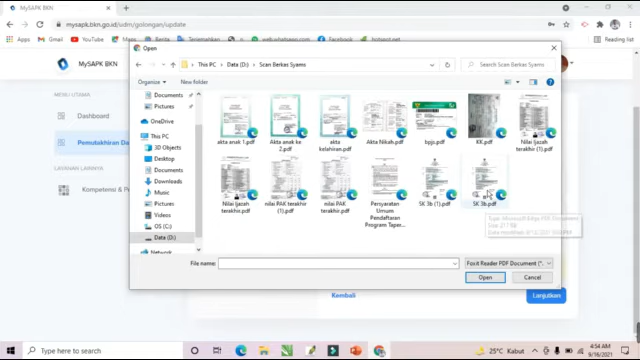 MySAPK BKN
mysapk.bkn.go.id/udm/golongan/update
Gmail
YouTube
Maps
Berita
Terjemahkan
www.whatsapp...
Facebook
hotspot.net
Reading list
MySAPK BKN
MENU UTAMA
Dashboard
Pemutakhiran Da
LAYANAN LAINNYA
Kompetensi & P
Open
This PC
Data (D:)
Scan Berkas Syams
Search Scan Berkas Syams
Organize
New folder
Documents
Pictures
OneDrive
This PC
3D Objects
Desktop
Documents
Downloads
Music
Pictures
Videos
OS (C:)
Data (D:)
Network
akta anak 1.pdf
Akta anak ke 2.pdf
akta kelahiran.pdf
Akta Nikah.pdf
bpjs.pdf
KK.pdf
Nilai Ijazah terakhir (1).pdf
Nilai Ijazah terakhir.pdf
nilai PAK terakhir (1).pdf
nilai PAK terakhir.pdf
Persyaratan Umum Pendaftaran Program Taper...
SK 3b (1).pdf
SK 3b.pdf
Type: Microsoft Edge PDF Document
Size: 217 KB
File name:
Foxit Reader PDF Document (*.
Open
Cancel
Kembali
Lanjutkan
Type here to search
25°C Kabut
4:54 AM
9/16/2021